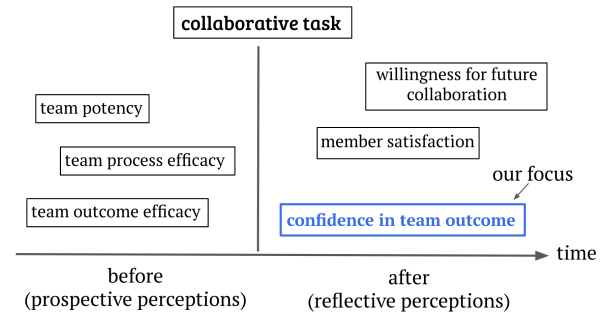 collaborative task
team potency
team process efficacy
team outcome efficacy
willingness for future
collaboration
member satisfaction
our focus
confidence in team outcome
time
before
(prospective perceptions)
after
(reflective perceptions)